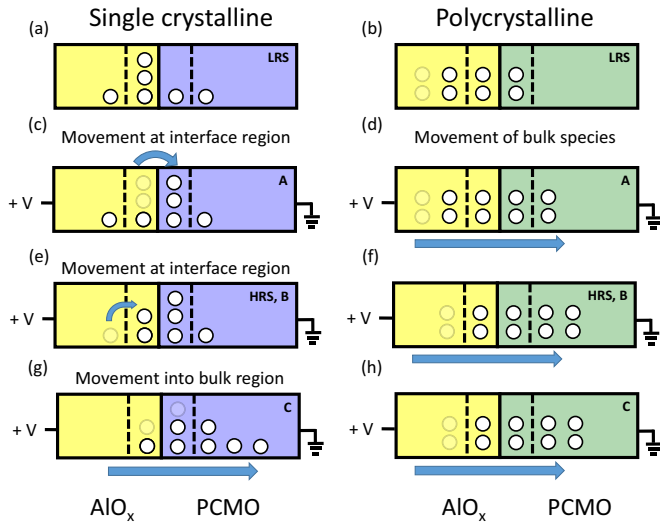 Single crystalline
Polycrystalline
(a)
LRS
(b)
LRS
(c)
Movement at interface region
+ V
A
(d)
Movement of bulk species
+ V
A
(e)
Movement at interface region
+ V
HRS, B
(f)
+ V
HRS, B
(g)
Movement into bulk region
+ V
C
(h)
+ V
C
AlOx PCMO
AlOx PCMO